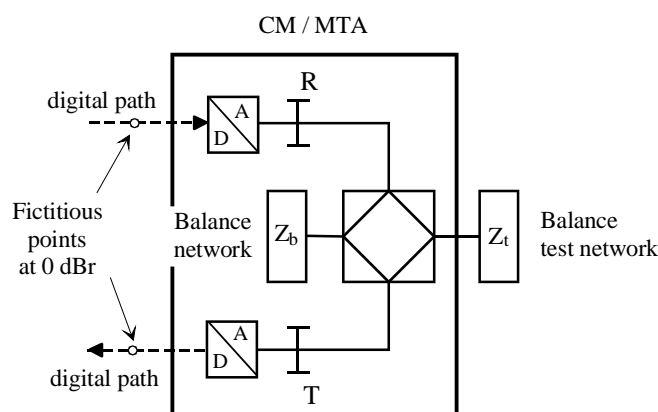 CM / MTA
R
digital path
A
D
Fictitious
points
at 0 dBr
Balance
network
Zb
Zt
Balance
test network
A
D
digital path
T